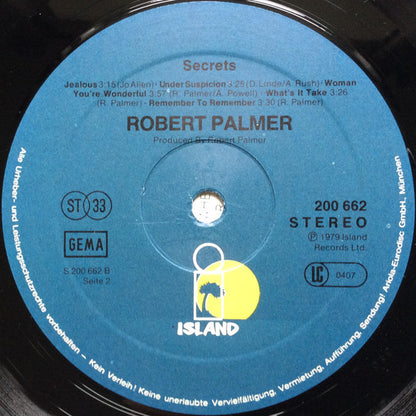 Secrets
Jealous 3:15 (Jo Allen) · Under Suspicion 3:25 (D. Linde/A. Rush) · Woman
You're Wonderful 3:57 (R. Palmer/A. Powell) · What's It Take 3:26
(R. Palmer) · Remember To Remember 3:30 (R. Palmer)
ROBERT PALMER
Produced By Robert Palmer
ST 33
GEMA
S 200 662 B
Seite 2
200 662
STEREO
℗ 1979 Island
Records Ltd.
LC 0407
ISLAND
Alle Urheber- und Leistungsschutzrechte vorbehalten – Kein Verleih! Keine unerlaubte Vervielfältigung, Vermietung, Aufführung, Sendung! Ariola-Eurodisc GmbH, München